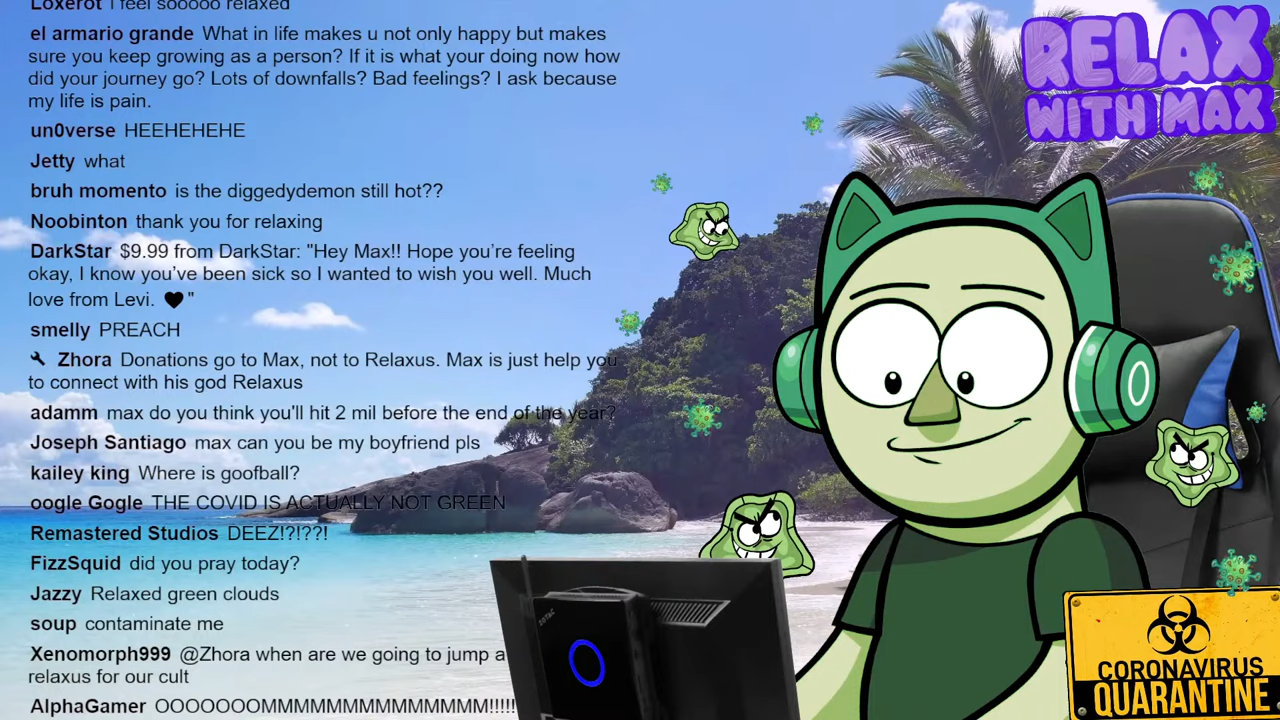 Loxerot I feel sooooo relaxed
el armario grande What in life makes u not only happy but makes
sure you keep growing as a person? If it is what your doing now how
did your journey go? Lots of downfalls? Bad feelings? I ask because
my life is pain.
un0verse HEEHEHEHE
Jetty what
bruh momento is the diggedydemon still hot??
Noobinton thank you for relaxing
DarkStar $9.99 from DarkStar: "Hey Max!! Hope you're feeling
okay, I know you've been sick so I wanted to wish you well. Much
love from Levi. 🖤"
smelly PREACH
Zhora Donations go to Max, not to Relaxus. Max is just help you
to connect with his god Relaxus
adamm max do you think you'll hit 2 mil before the end of the year?
Joseph Santiago max can you be my boyfriend pls
kailey king Where is goofball?
oogle Gogle THE COVID IS ACTUALLY NOT GREEN
Remastered Studios DEEZ!?!??!
FizzSquid did you pray today?
Jazzy Relaxed green clouds
soup contaminate me
Xenomorph999 @Zhora when are we going to jump a
relaxus for our cult
AlphaGamer OOOOOOOMMMMMMMMMMMMMM!!!!!
RELAX
WITH MAX
ZOTAC
CORONAVIRUS
QUARANTINE